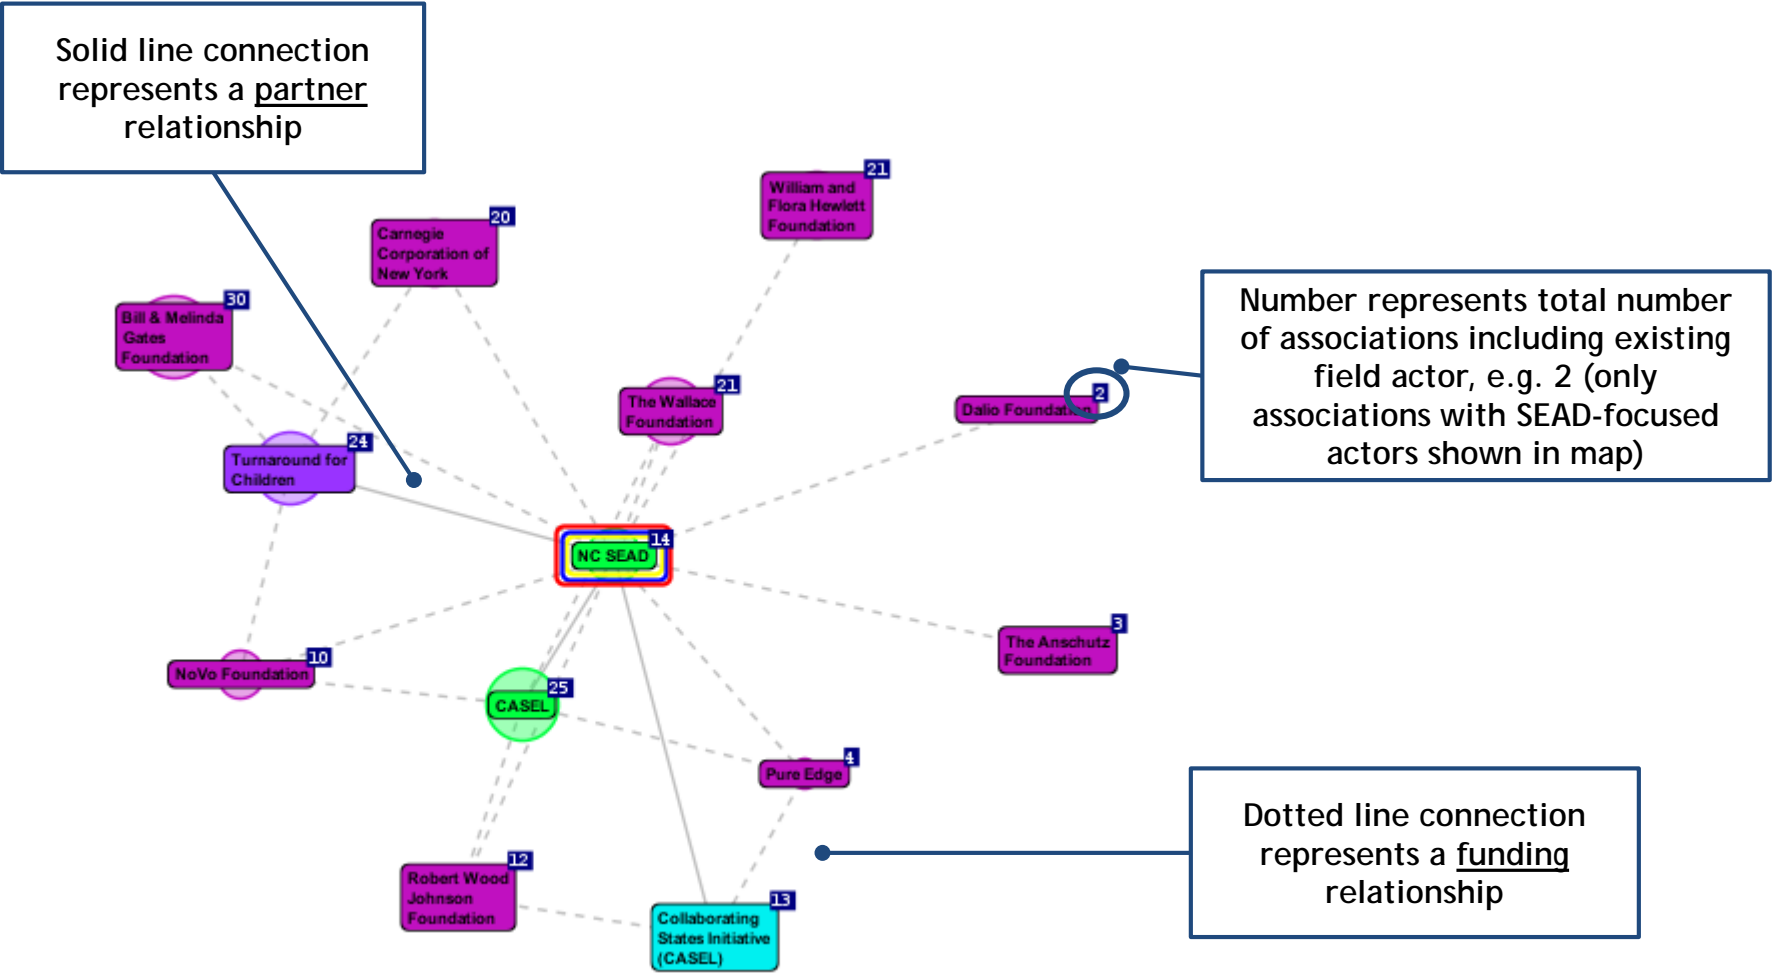 Solid line connection
represents a partner
relationship
21
William and
Flora Hewlett
Foundation
20
Carnegie
Corporation of
New York
30
Bill & Melinda
Gates
Foundation
Number represents total number
of associations including existing
field actor, e.g. 2 (only
associations with SEAD-focused
actors shown in map)
21
The Wallace
Foundation
2
Dalio Foundation
24
Turnaround for
Children
14
NC SEAD
3
The Anschutz
Foundation
10
NoVo Foundation
25
CASEL
4
Pure Edge
Dotted line connection
represents a funding
relationship
12
Robert Wood
Johnson
Foundation
13
Collaborating
States Initiative
(CASEL)